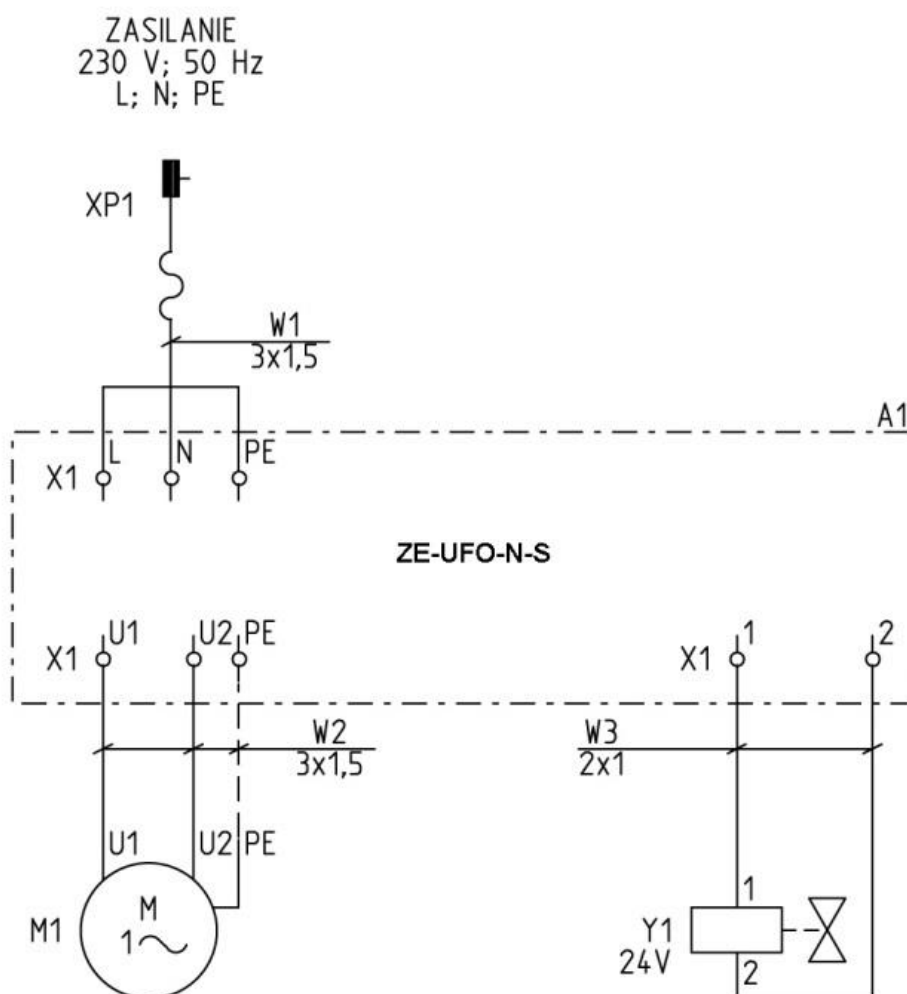 ZASILANIE
230 V; 50 Hz
L; N; PE
XP1
W1
3x1,5
A1
X1
L
N
PE
ZE-UFO-N-S
X1
U1
U2
PE
X1
1
2
W2
3x1,5
W3
2x1
U1
U2
PE
M1
M
1
Y1
24V
1
2